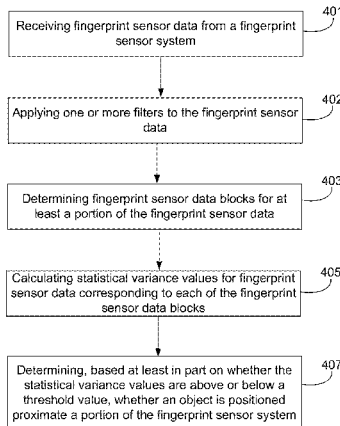 401
Receiving fingerprint sensor data from a fingerprint
sensor system
402
Applying one or more filters to the fingerprint sensor
data
403
Determining fingerprint sensor data blocks for at
least a portion of the fingerprint sensor data
405
Calculating statistical variance values for fingerprint
sensor data corresponding to each of the fingerprint
sensor data blocks
407
Determining, based at least in part on whether the
statistical variance values are above or below a
threshold value, whether an object is positioned
proximate a portion of the fingerprint sensor system